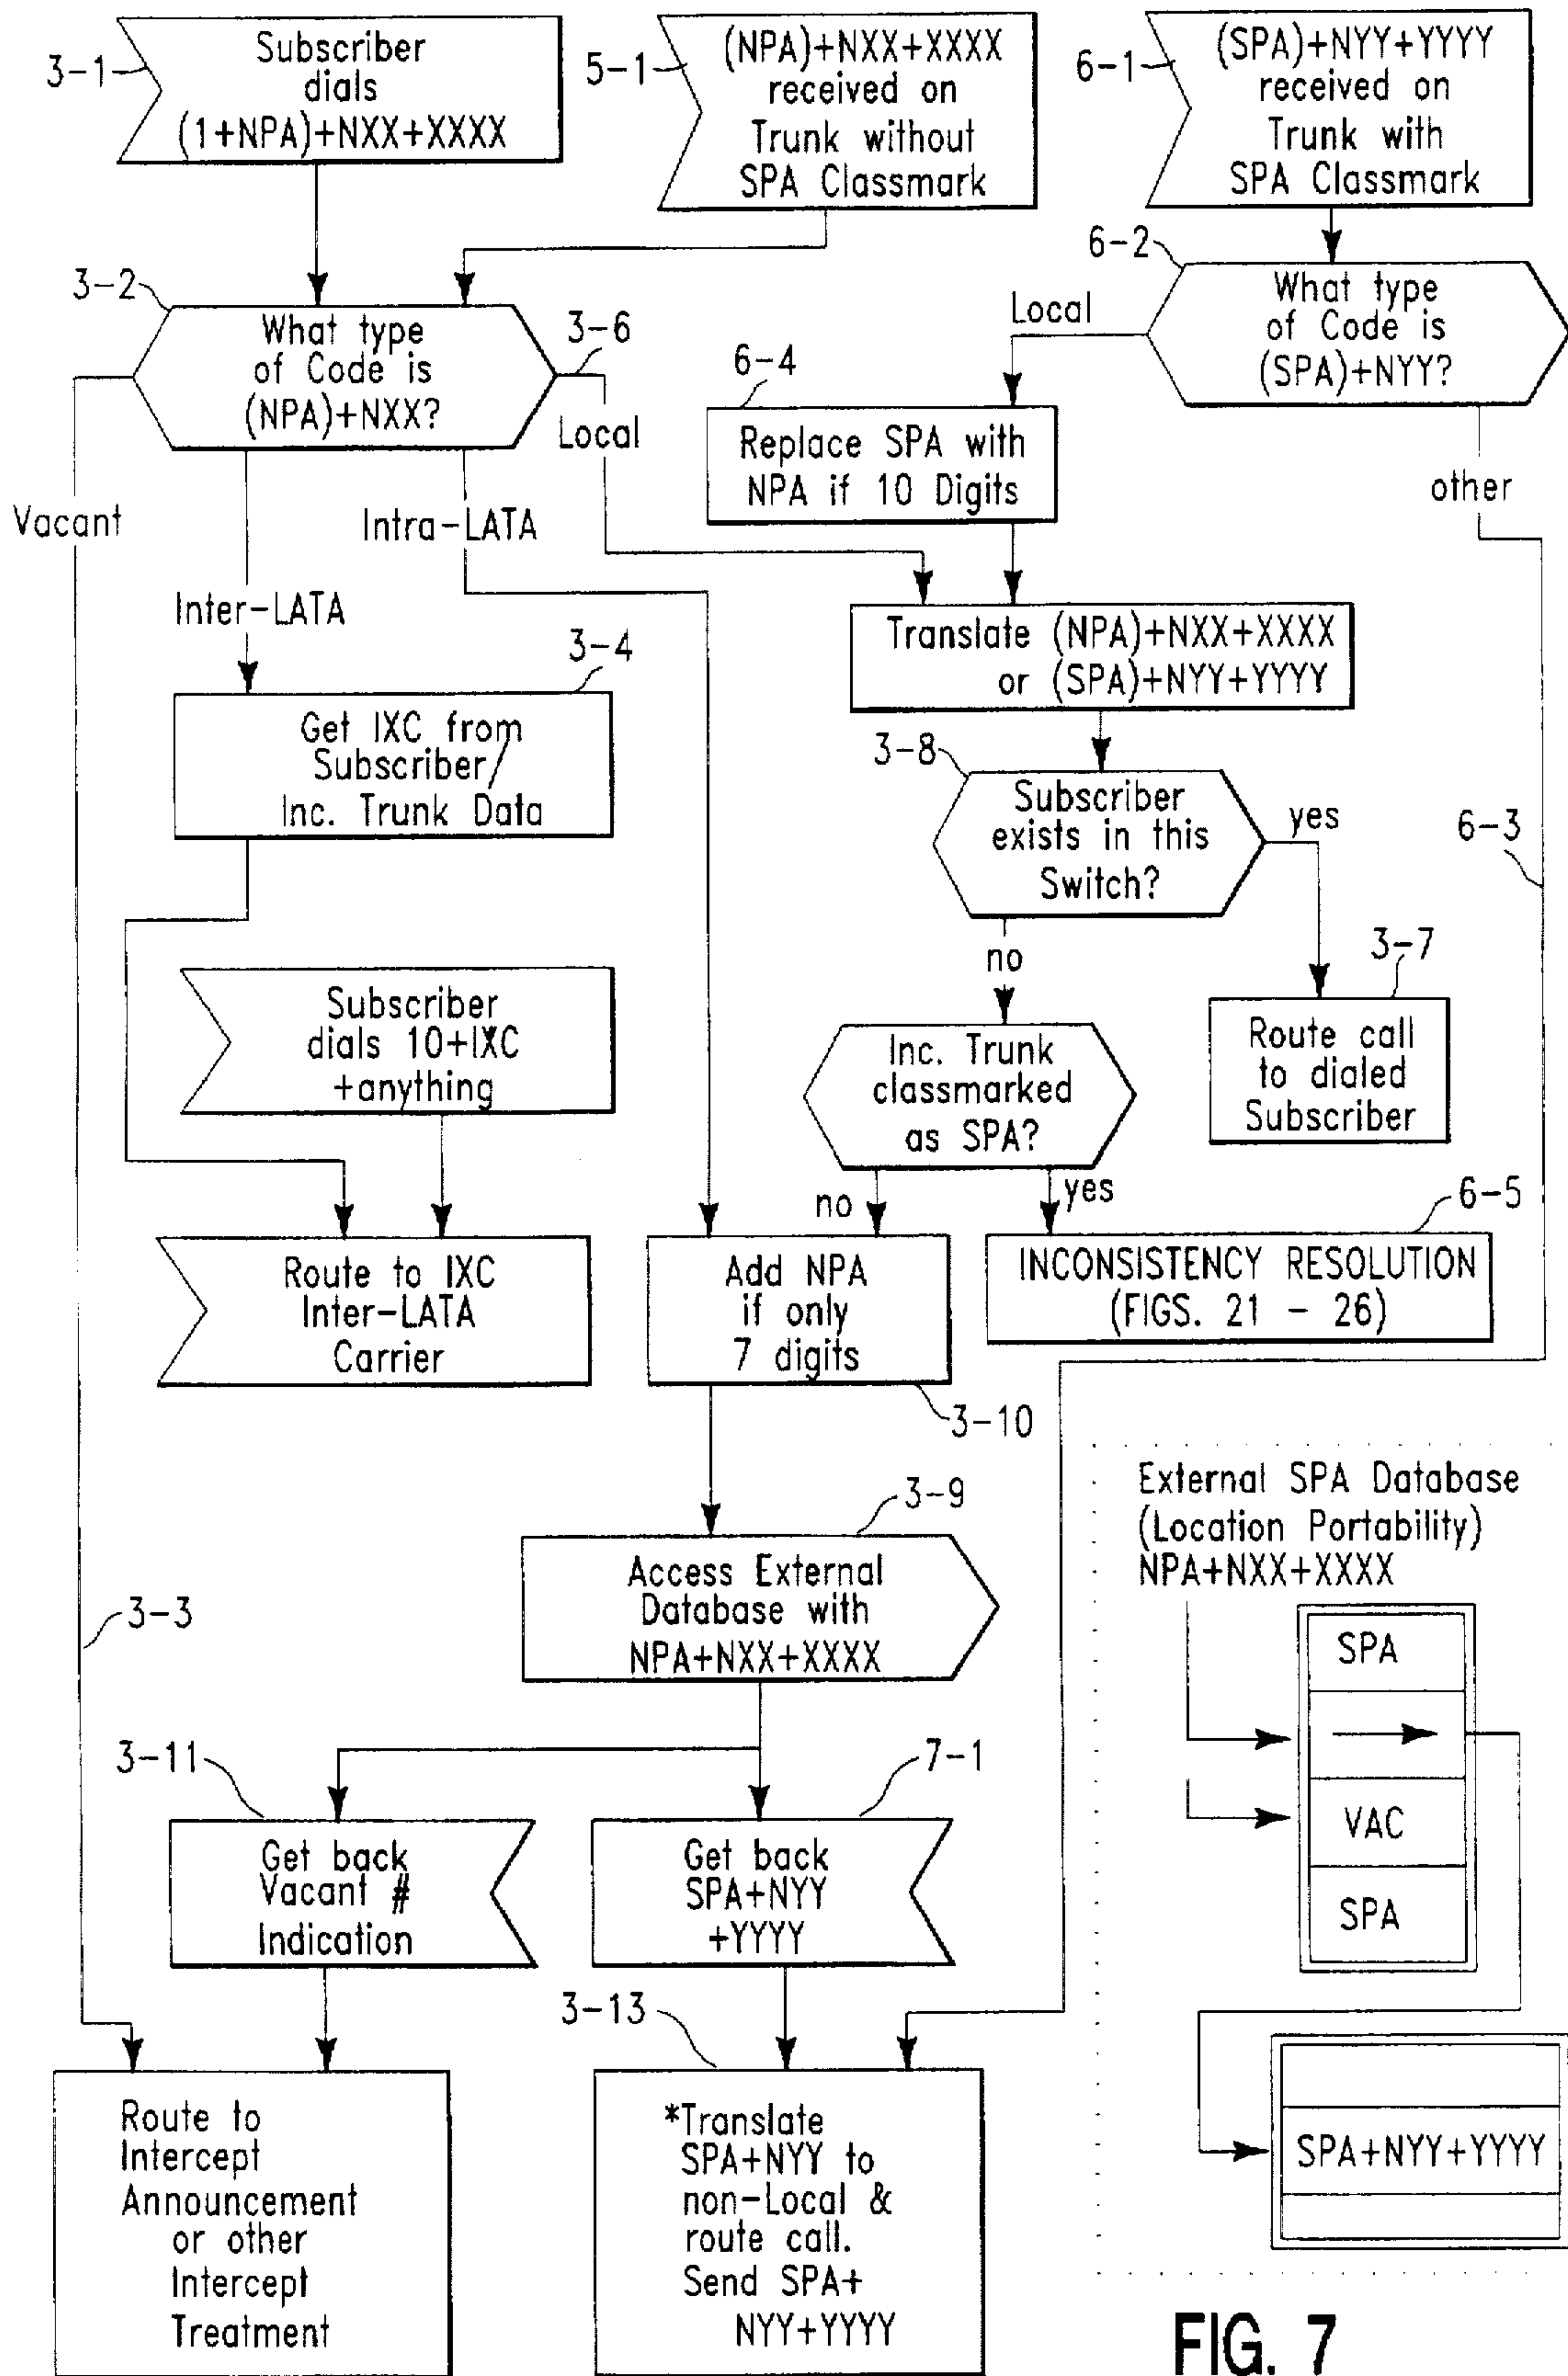 3-1
Subscriber
dials
(1+NPA)+NXX+XXXX
5-1
(NPA)+NXX+XXXX
received on
Trunk without
SPA Classmark
6-1
(SPA)+NYY+YYYY
received on
Trunk with
SPA Classmark
3-2
What type
of Code is
(NPA)+NXX?
3-6
Local
6-2
What type
of Code is
(SPA)+NYY?
Local
6-4
Replace SPA with
NPA if 10 Digits
other
Vacant
Intra-LATA
Inter-LATA
Translate (NPA)+NXX+XXXX
or (SPA)+NYY+YYYY
3-4
Get IXC from
Subscriber/
Inc. Trunk Data
3-8
Subscriber
exists in this
Switch?
yes
6-3
no
3-7
Route call
to dialed
Subscriber
Subscriber
dials 10+IXC
+anything
Inc. Trunk
classmarked
as SPA?
no
yes
6-5
INCONSISTENCY RESOLUTION
(FIGS. 21 - 26)
Route to IXC
Inter-LATA
Carrier
Add NPA
if only
7 digits
3-10
3-9
Access External
Database with
NPA+NXX+XXXX
3-3
External SPA Database
(Location Portability)
NPA+NXX+XXXX
SPA
VAC
SPA
SPA+NYY+YYYY
3-11
Get back
Vacant #
Indication
7-1
Get back
SPA+NYY
+YYYY
3-13
Route to
Intercept
Announcement
or other
Intercept
Treatment
*Translate
SPA+NYY to
non-Local &
route call.
Send SPA+
NYY+YYYY
FIG. 7